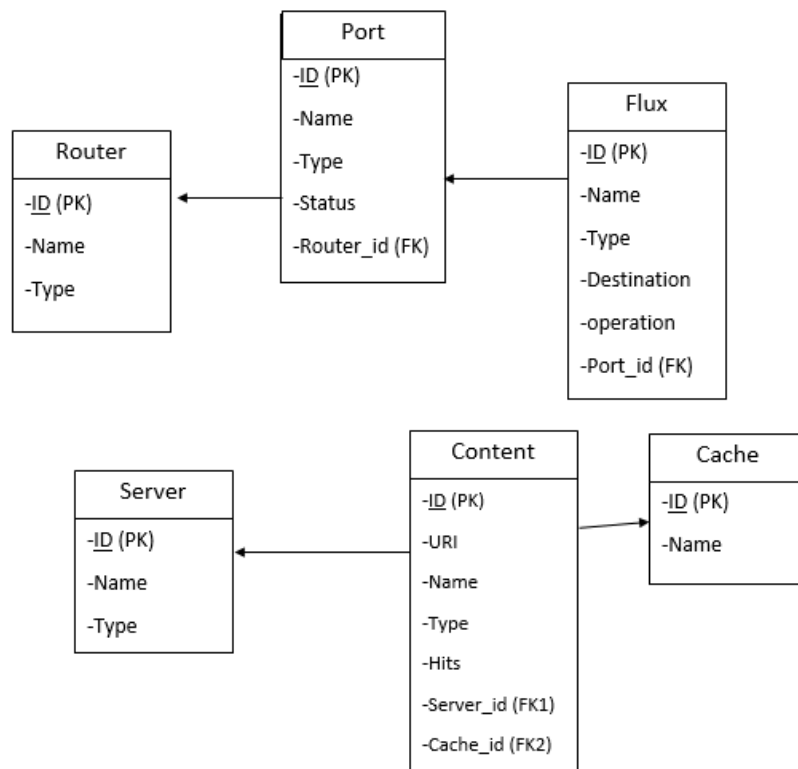 Port
-ID (PK)
-Name
-Type
-Status
-Router_id (FK)
Flux
-ID (PK)
-Name
-Type
-Destination
-operation
-Port_id (FK)
Router
-ID (PK)
-Name
-Type
Server
-ID (PK)
-Name
-Type
Content
-ID (PK)
-URI
-Name
-Type
-Hits
-Server_id (FK1)
-Cache_id (FK2)
Cache
-ID (PK)
-Name